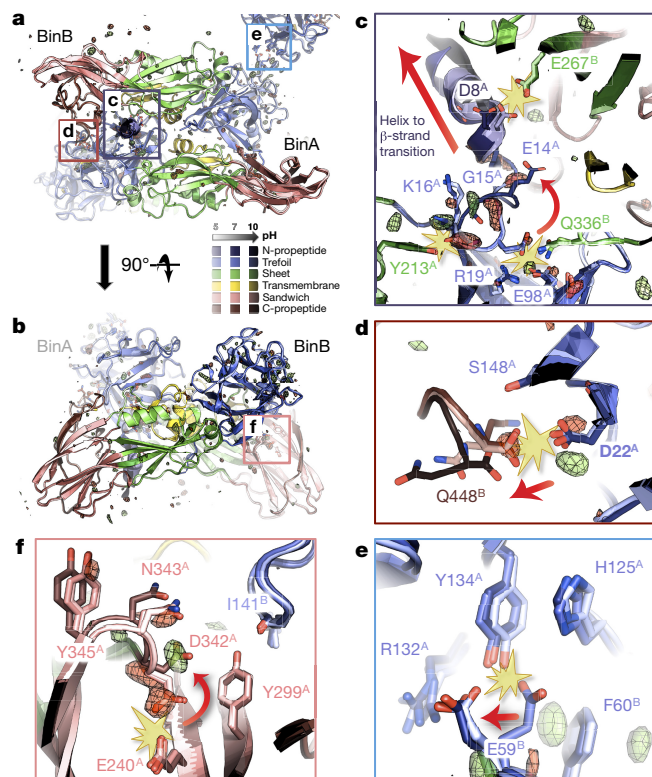 a
BinB
e
c
d
BinA
90°
5 7 10
pH
N-propeptide
Trefoil
Sheet
Transmembrane
Sandwich
C-propeptide
b
BinA
BinB
f
c
E267ᴮ
D8ᴬ
Helix to
β-strand
transition
E14ᴬ
G15ᴬ
K16ᴬ
Q336ᴮ
Y213ᴬ
R19ᴬ
E98ᴬ
d
S148ᴬ
D22ᴬ
Q448ᴮ
f
N343ᴬ
I141ᴮ
D342ᴬ
Y345ᴬ
Y299ᴬ
E240ᴬ
e
Y134ᴬ
H125ᴬ
R132ᴬ
F60ᴮ
E59ᴮ